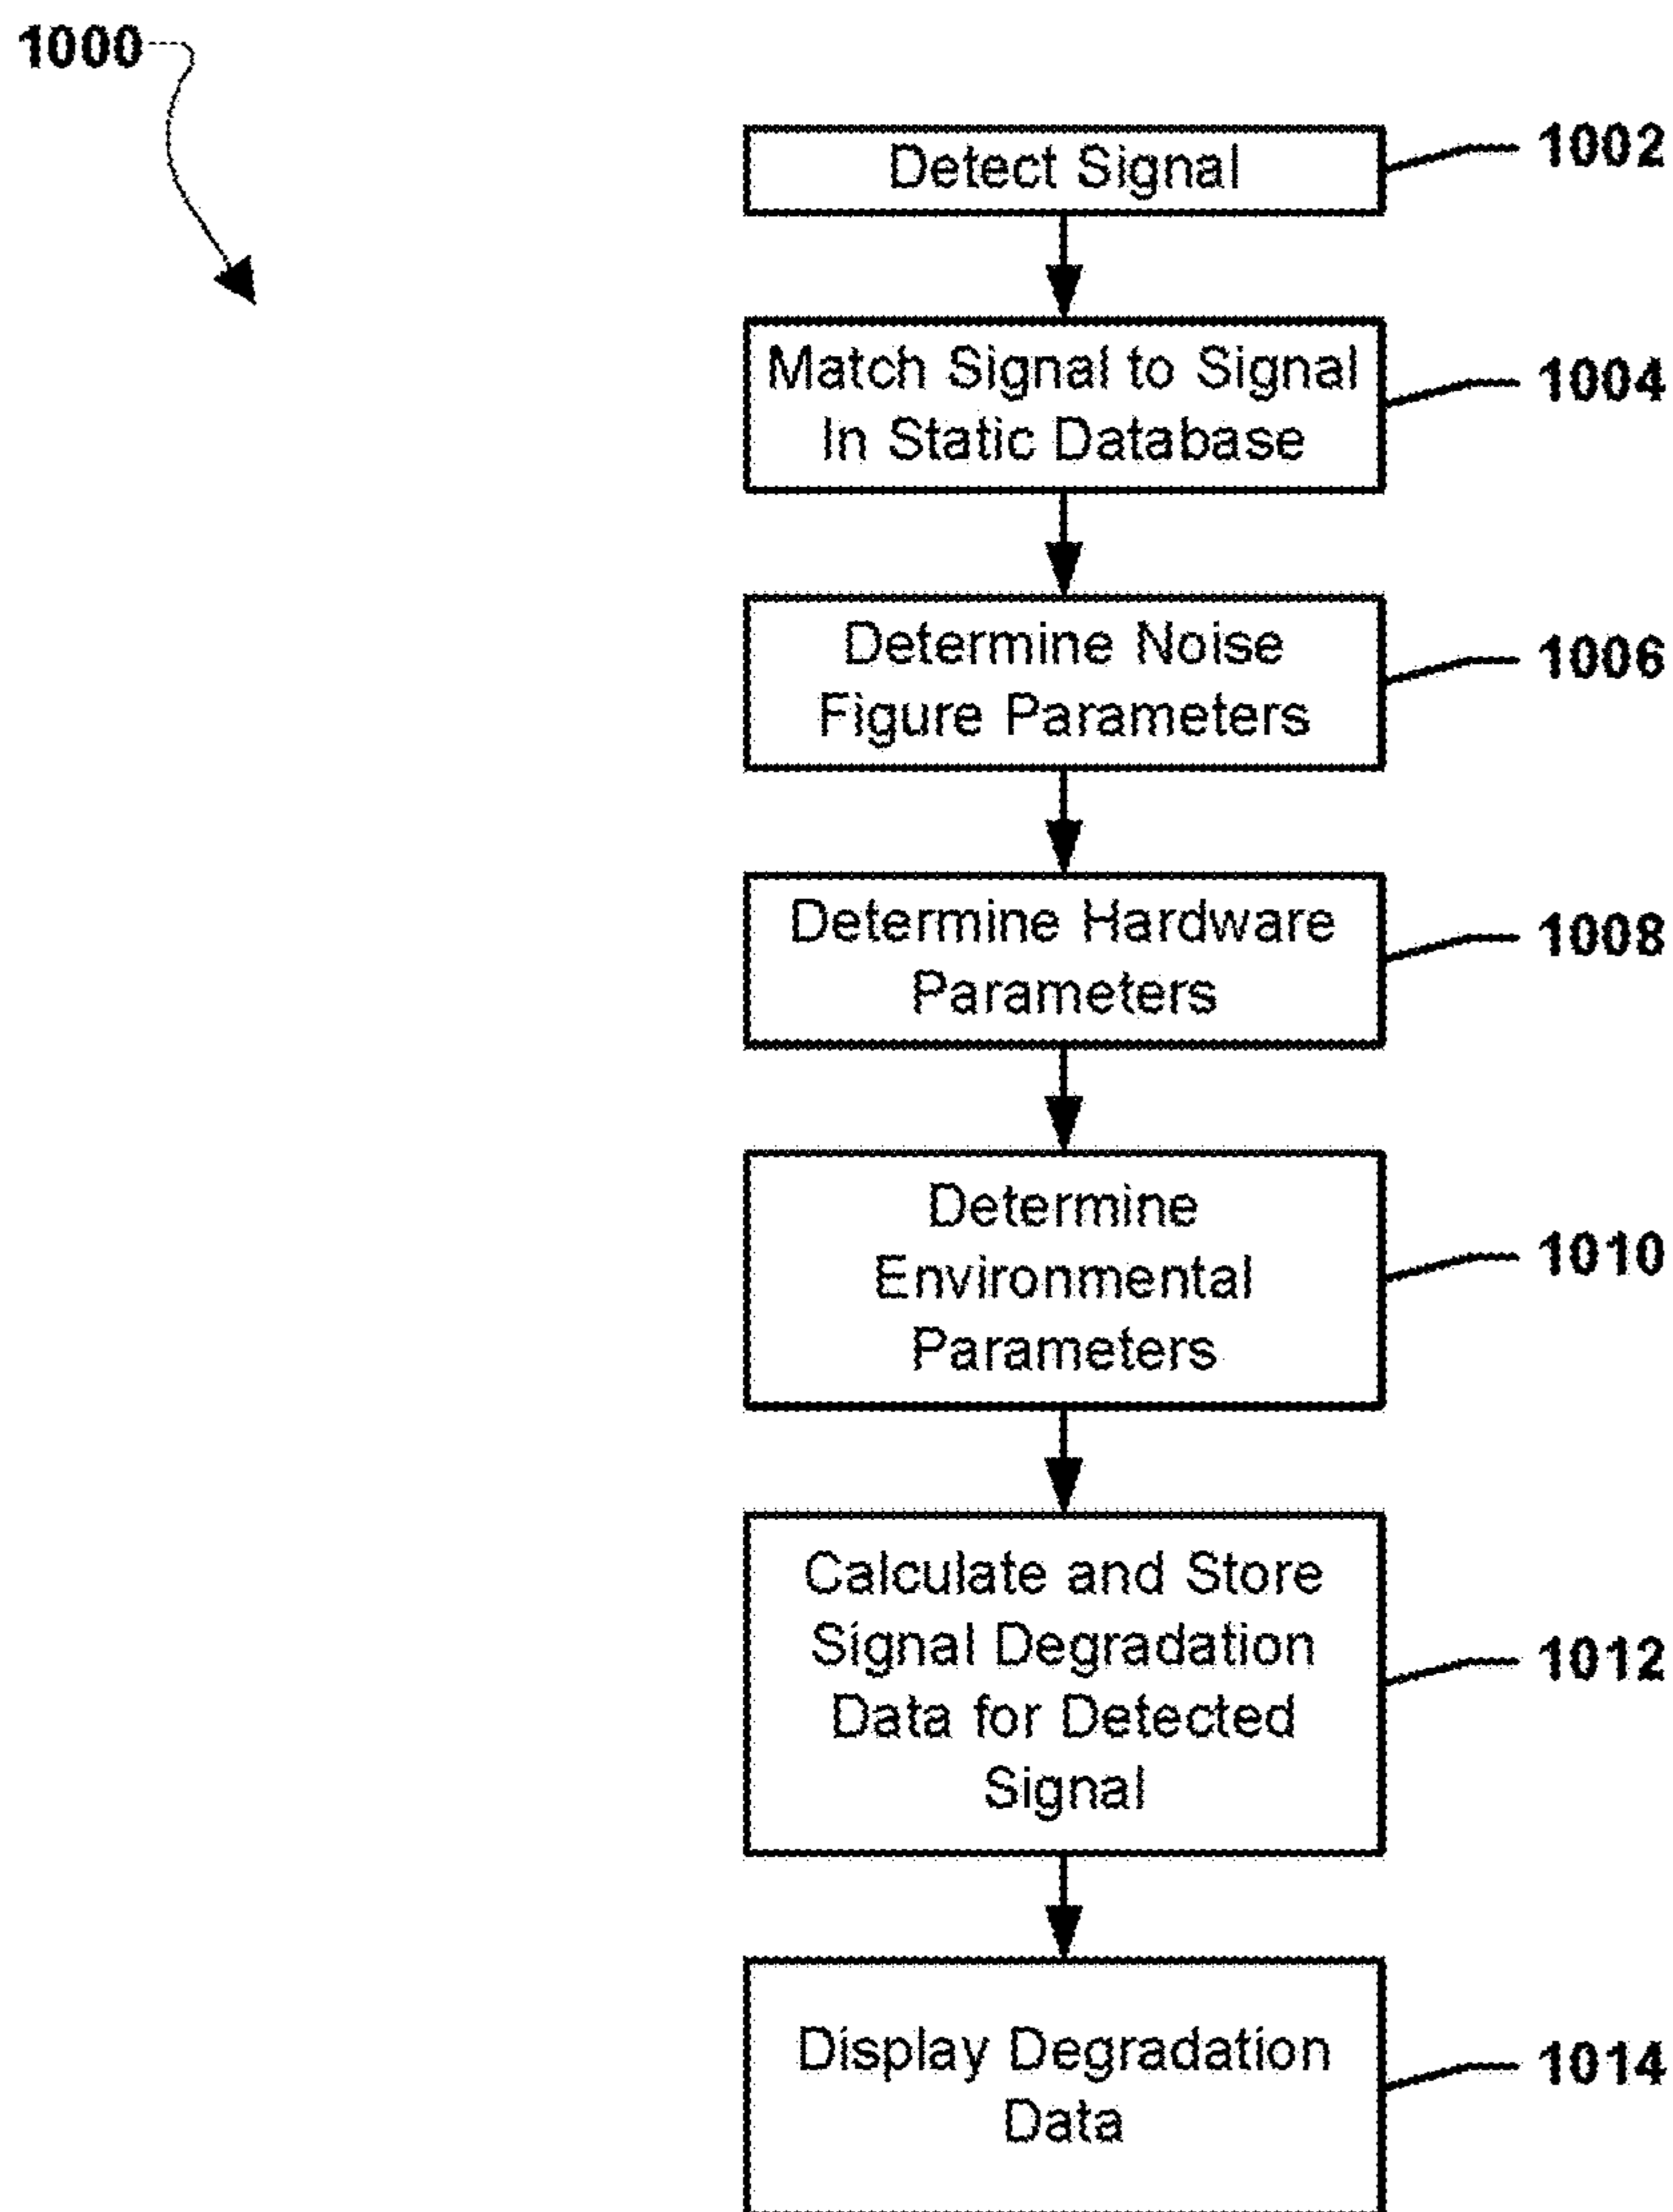 1000
Detect Signal
1002
Match Signal to Signal
In Static Database
1004
Determine Noise
Figure Parameters
1006
Determine Hardware
Parameters
1008
Determine
Environmental
Parameters
1010
Calculate and Store
Signal Degradation
Data for Detected
Signal
1012
Display Degradation
Data
1014